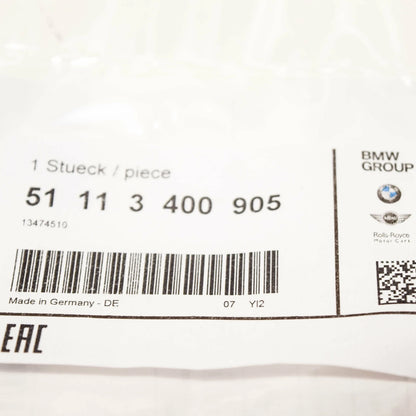 1 Stueck / piece
51 11 3 400 905
13474510
Made in Germany - DE
07 YI2
EAC
BMW
GROUP
Rolls-Royce
Motor Cars